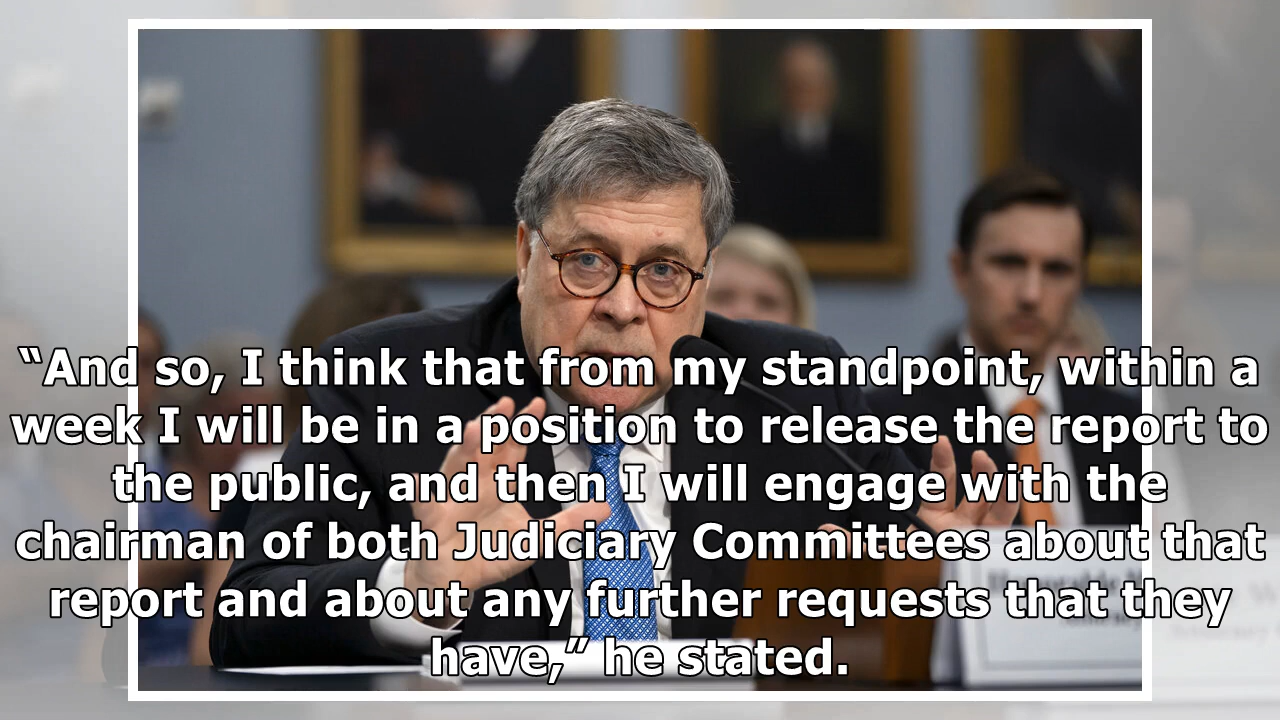 “And so, I think that from my standpoint, within a
week I will be in a position to release the report to
the public, and then I will engage with the
chairman of both Judiciary Committees about that
report and about any further requests that they
have,” he stated.